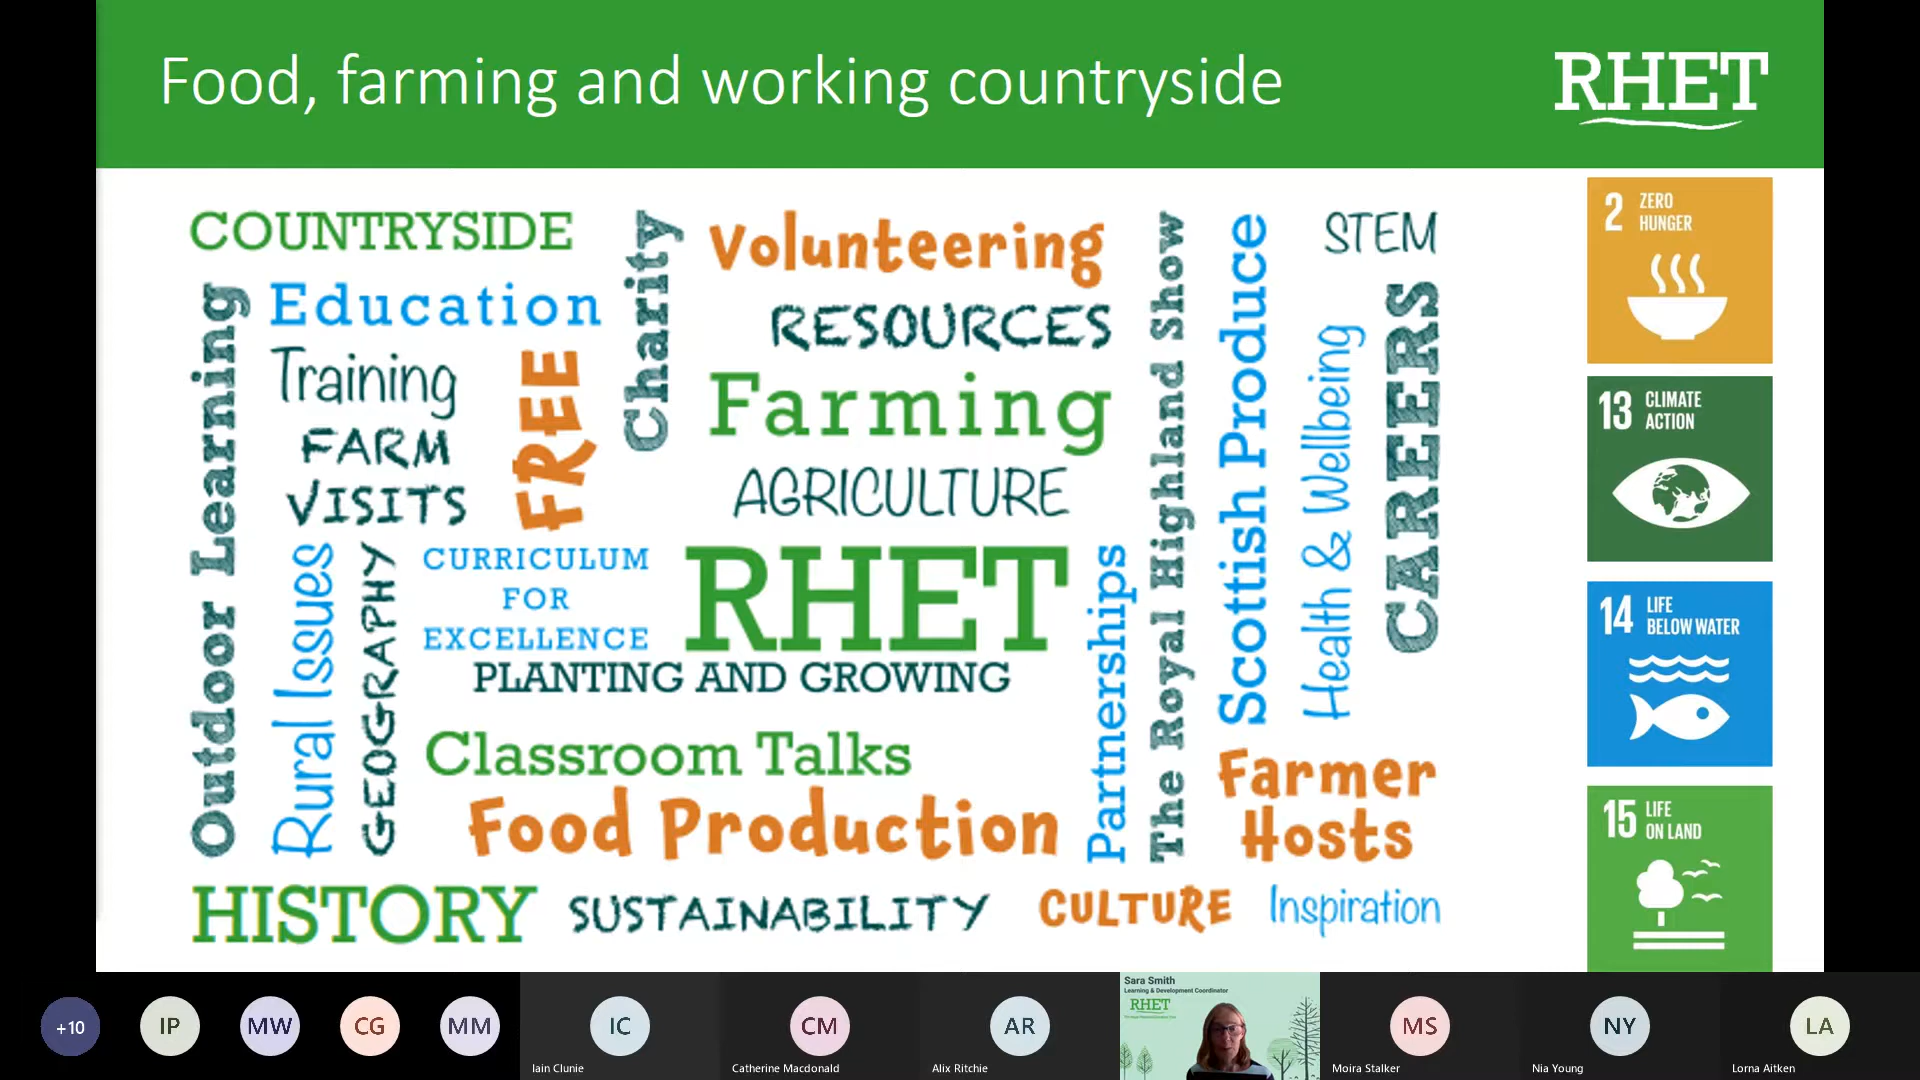 Food, farming and working countryside
RHET
COUNTRYSIDE
Charity
Volunteering
The Royal Highland Show
Scottish Produce
STEM
Outdoor Learning
Education
RESOURCES
Health & Wellbeing
CAREERS
Training
FREE
Farming
FARM
VISITS
AGRICULTURE
Rural Issues
GEOGRAPHY
CURRICULUM
FOR
EXCELLENCE
RHET
Partnerships
PLANTING AND GROWING
Classroom Talks
Farmer
Hosts
Food Production
HISTORY
SUSTAINABILITY
CULTURE
Inspiration
2 ZERO
HUNGER
13 CLIMATE
ACTION
14 LIFE
BELOW WATER
15 LIFE
ON LAND
+10
IP
MW
CG
MM
IC
Iain Clunie
CM
Catherine Macdonald
AR
Alix Ritchie
Sara Smith
Learning & Development Coordinator
RHET
MS
Moira Stalker
NY
Nia Young
LA
Lorna Aitken